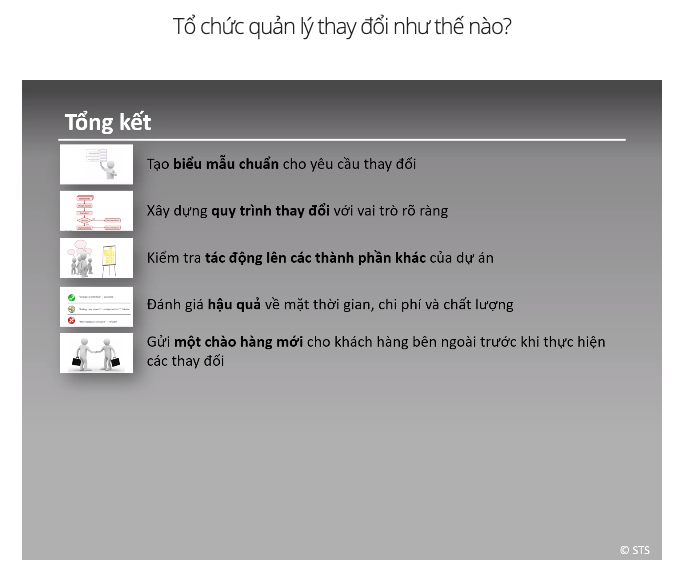 Tổ chức quản lý thay đổi như thế nào?
Tổng kết
Tạo biểu mẫu chuẩn cho yêu cầu thay đổi
Xây dựng quy trình thay đổi với vai trò rõ ràng
Kiểm tra tác động lên các thành phần khác của dự án
Đánh giá hậu quả về mặt thời gian, chi phí và chất lượng
Gửi một chào hàng mới cho khách hàng bên ngoài trước khi thực hiện
các thay đổi
© STS